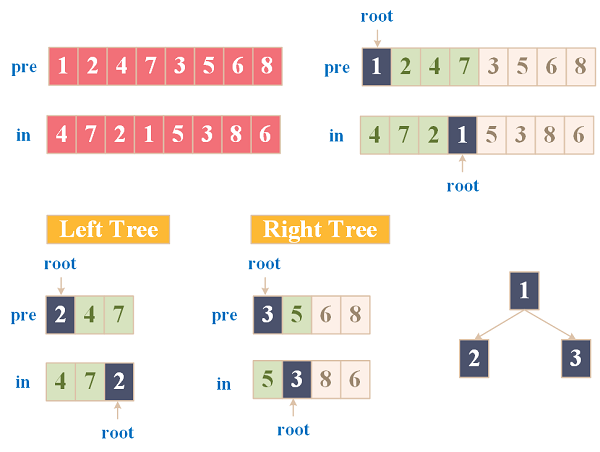 pre 1 2 4 7 3 5 6 8
in 4 7 2 1 5 3 8 6
root
pre 1 2 4 7 3 5 6 8
in 4 7 2 1 5 3 8 6
root
Left Tree
root
pre 2 4 7
in 4 7 2
root
Right Tree
root
pre 3 5 6 8
in 5 3 8 6
root
1
2 3